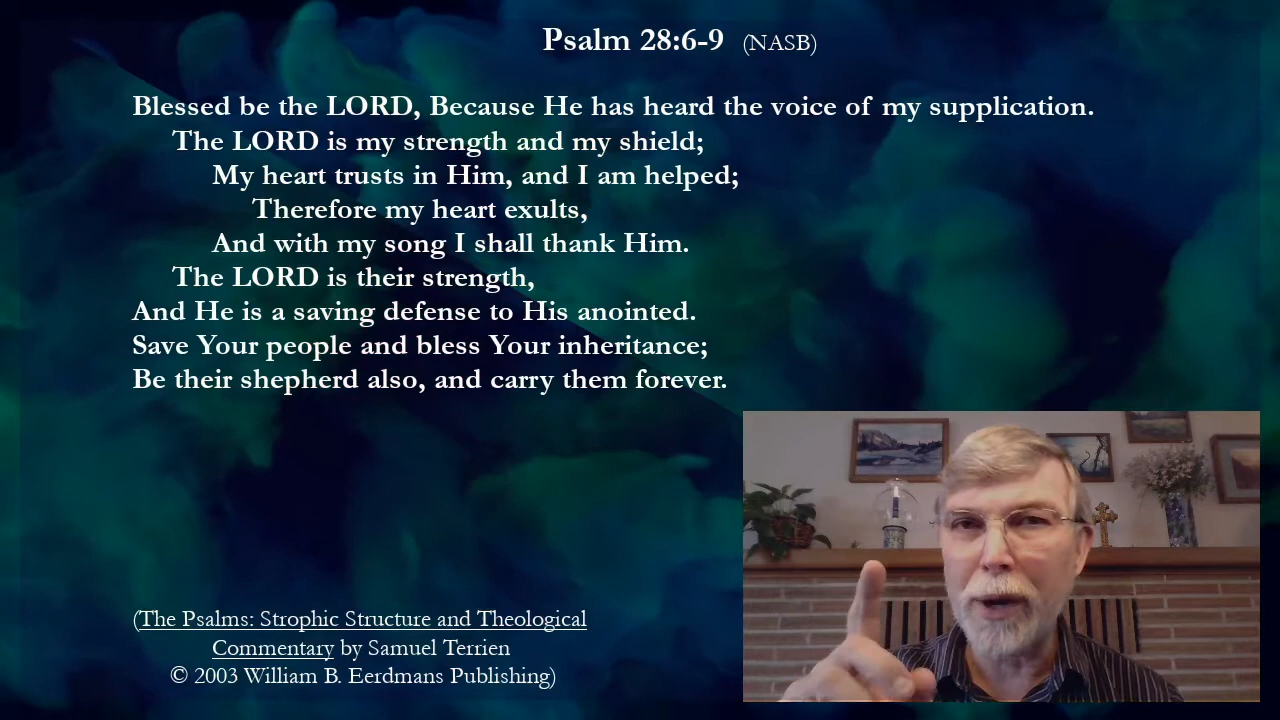 Psalm 28:6-9 (NASB)
Blessed be the LORD, Because He has heard the voice of my supplication.
The LORD is my strength and my shield;
My heart trusts in Him, and I am helped;
Therefore my heart exults,
And with my song I shall thank Him.
The LORD is their strength,
And He is a saving defense to His anointed.
Save Your people and bless Your inheritance;
Be their shepherd also, and carry them forever.
(The Psalms: Strophic Structure and Theological
Commentary by Samuel Terrien
© 2003 William B. Eerdmans Publishing)